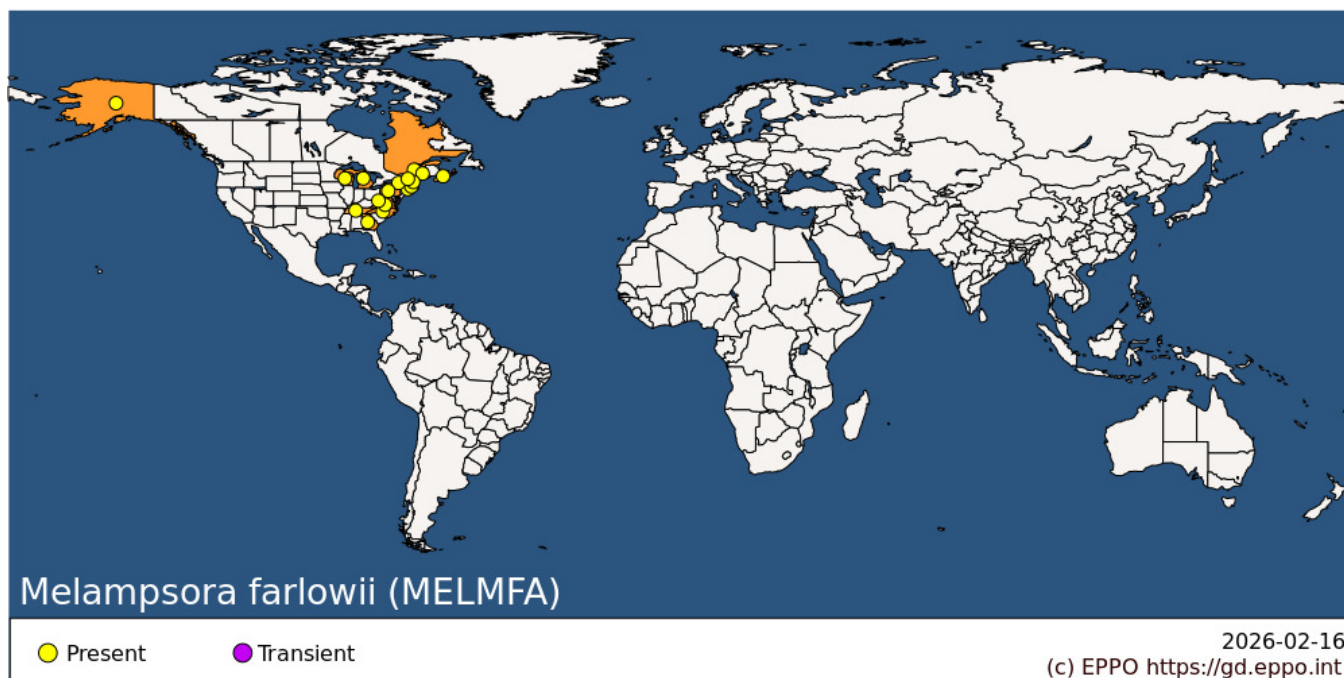 Melampsora farlowii (MELMFA)
Present
Transient
2026-02-16
(c) EPPO https://gd.eppo.int